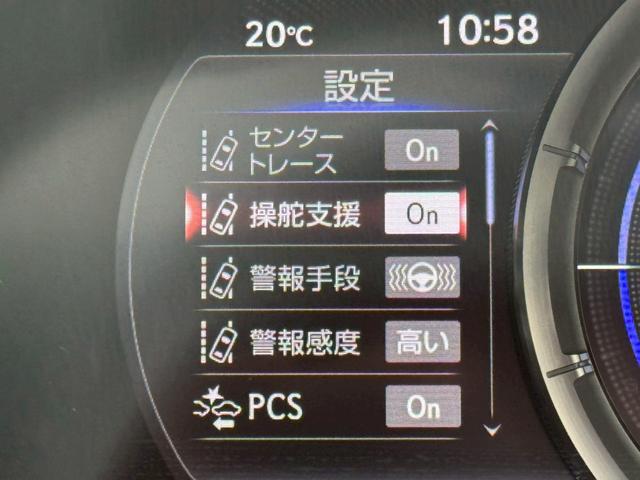 20℃
10:58
設定
センター
トレース
On
操舵支援
On
警報手段
警報感度
高い
PCS
On